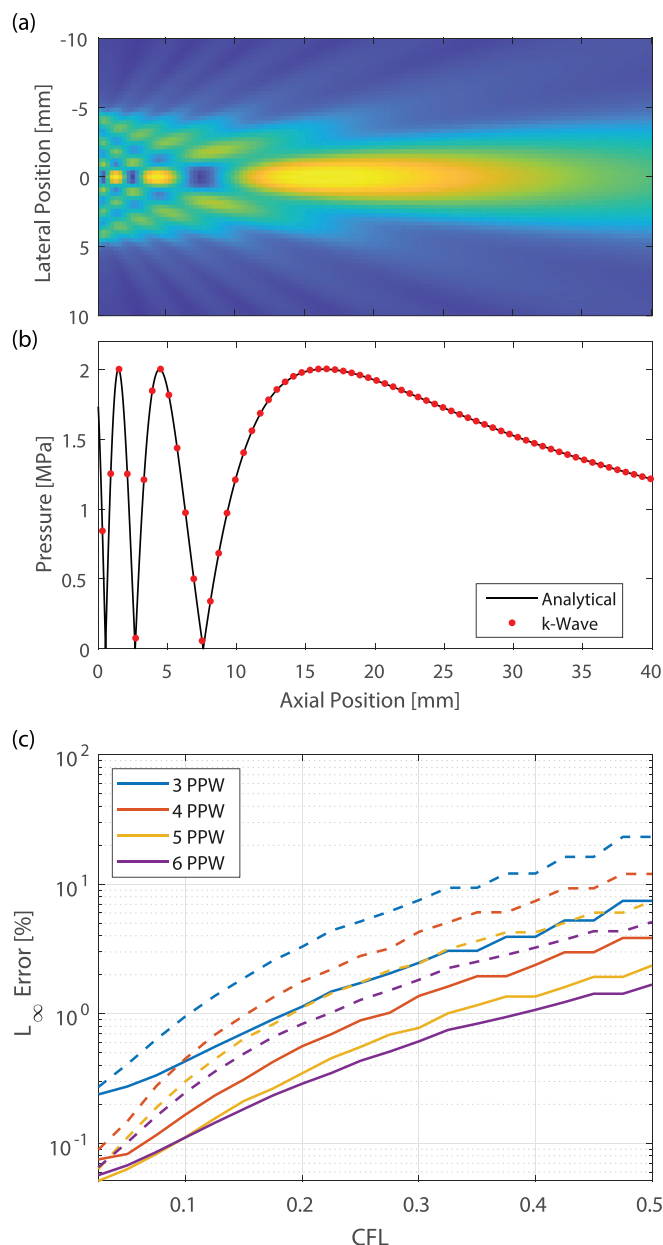 (a)
-10
-5
0
5
10
Lateral Position [mm]
(b)
2
1.5
1
0.5
0
Pressure [MPa]
Analytical
k-Wave
0 5 10 15 20 25 30 35 40
Axial Position [mm]
(c)
10^2
10^1
10^0
10^-1
L∞ Error [%]
3 PPW
4 PPW
5 PPW
6 PPW
0.1 0.2 0.3 0.4 0.5
CFL